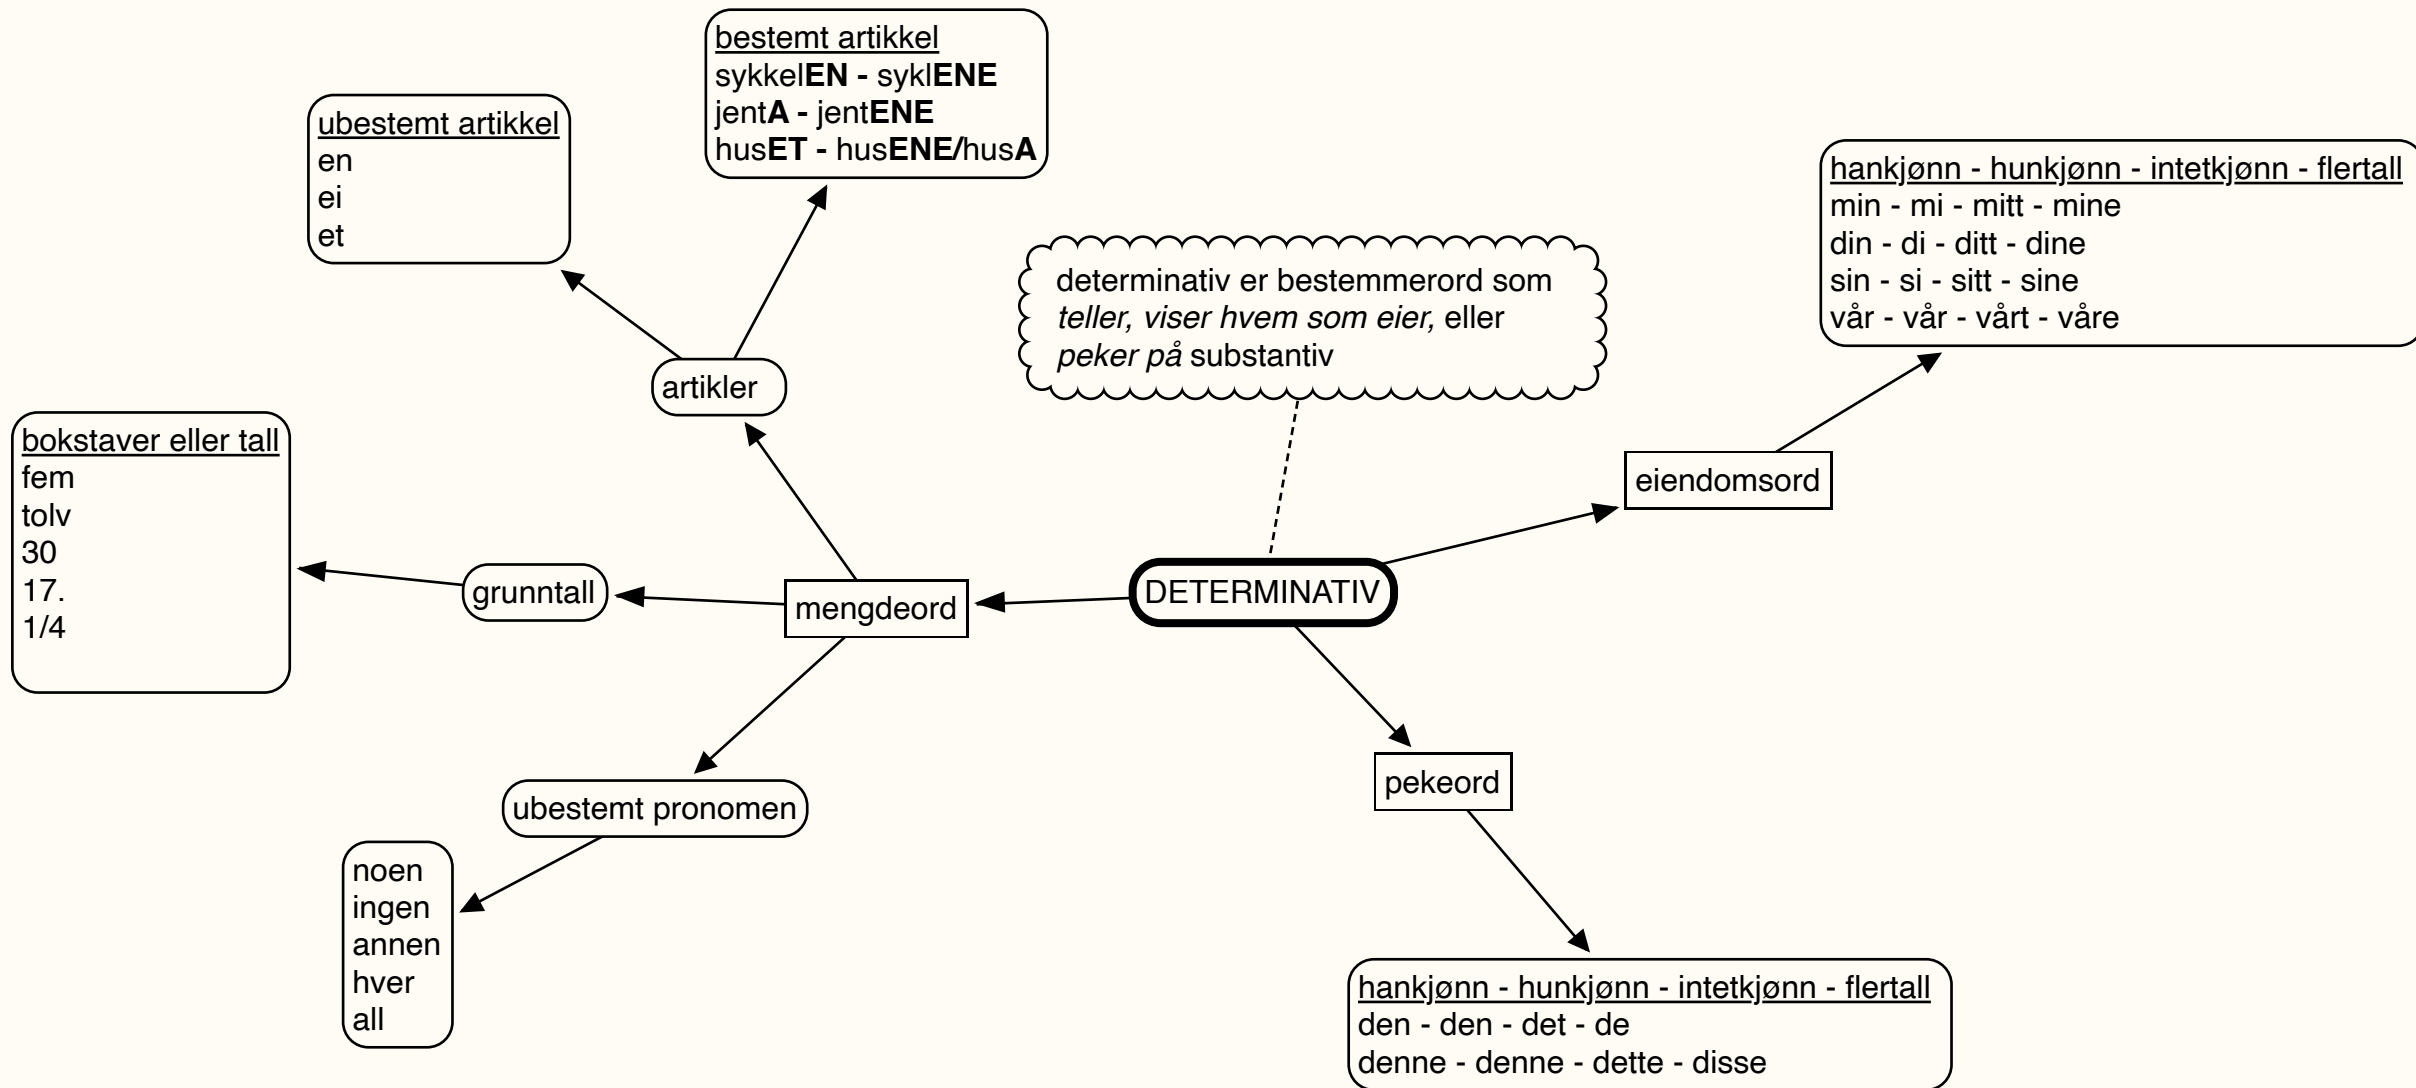 bestemt artikkel
sykkelEN - syklENE
jentA - jentENE
husET - husENE/husA
ubestemt artikkel
en
ei
et
hankjønn - hunkjønn - intetkjønn - flertall
min - mi - mitt - mine
din - di - ditt - dine
sin - si - sitt - sine
vår - vår - vårt - våre
determinativ er bestemmerord som
teller, viser hvem som eier, eller
peker på substantiv
artikler
bokstaver eller tall
fem
tolv
30
17.
1/4
eiendomsord
grunntall
mengdeord
DETERMINATIV
pekeord
ubestemt pronomen
noen
ingen
annen
hver
all
hankjønn - hunkjønn - intetkjønn - flertall
den - den - det - de
denne - denne - dette - disse